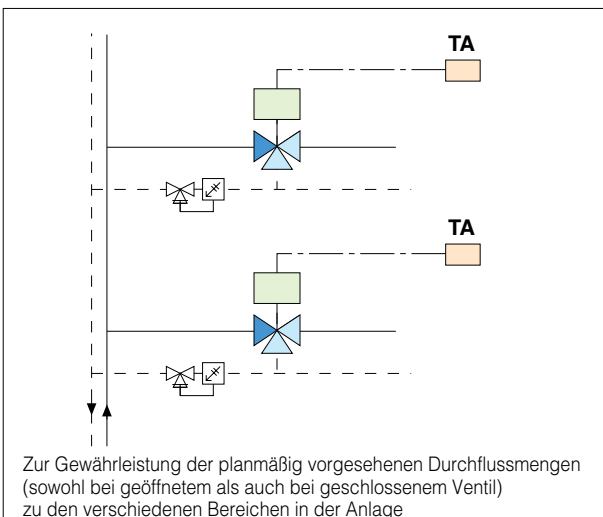 TA
TA
Zur Gewährleistung der planmäßig vorgesehenen Durchflussmengen
(sowohl bei geöffnetem als auch bei geschlossenem Ventil)
zu den verschiedenen Bereichen in der Anlage